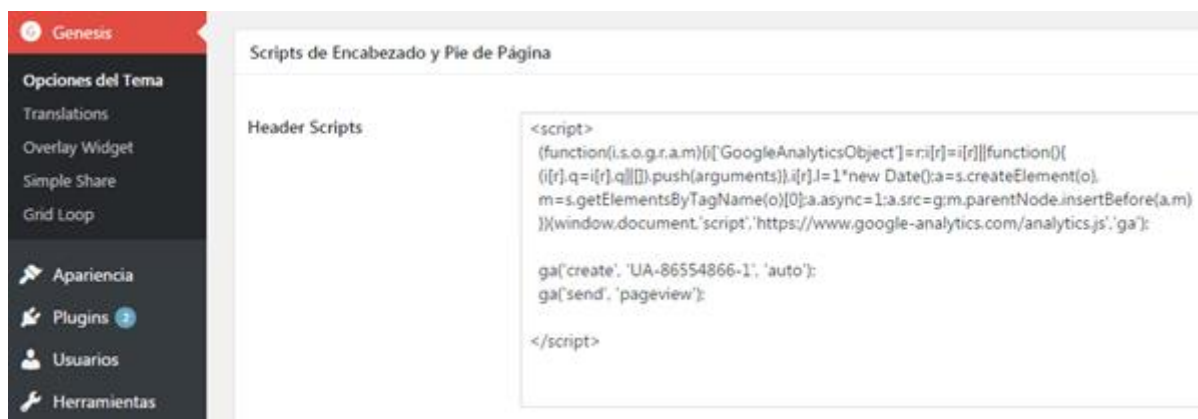 Genesis
Opciones del Tema
Translations
Overlay Widget
Simple Share
Grid Loop
Apariencia
Plugins 2
Usuarios
Herramientas
Scripts de Encabezado y Pie de Página
Header Scripts
<script>
(function(i,s,o,g,r,a,m){i['GoogleAnalyticsObject']=r;i[r]=i[r]||function(){
(i[r].q=i[r].q||[]).push(arguments)},i[r].l=1*new Date();a=s.createElement(o),
m=s.getElementsByTagName(o)[0];a.async=1;a.src=g;m.parentNode.insertBefore(a,m)
})(window,document,'script','https://www.google-analytics.com/analytics.js','ga');
ga('create', 'UA-86554866-1', 'auto');
ga('send', 'pageview');
</script>